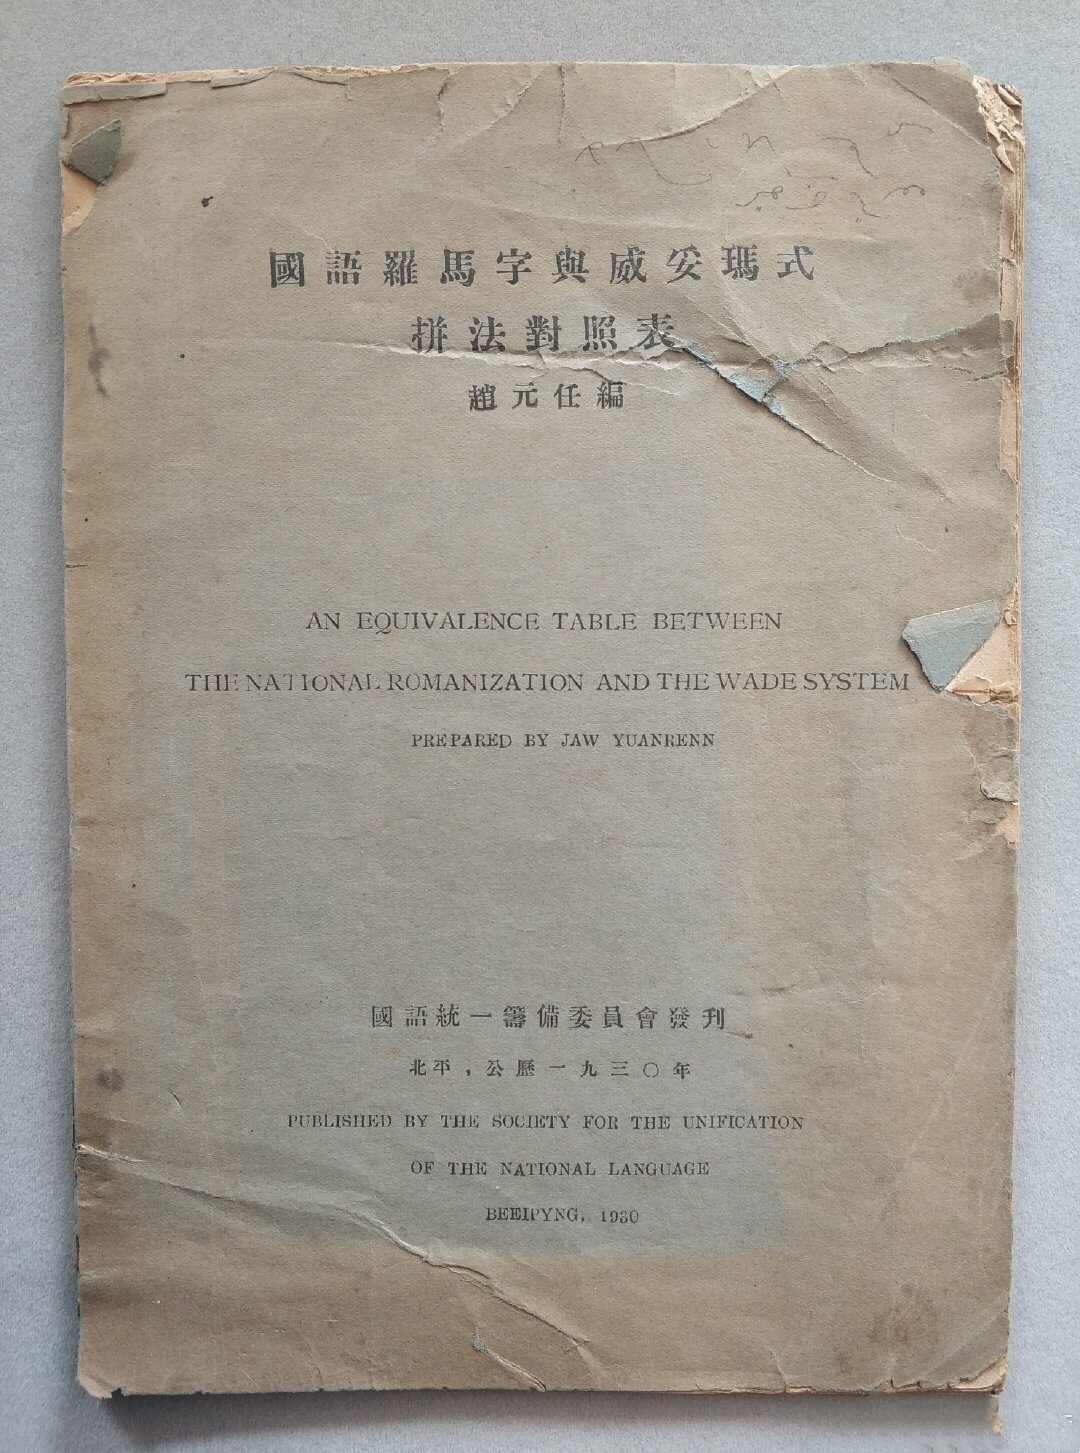 國語羅馬字與威妥瑪式
拼法對照表
趙元任編
AN EQUIVALENCE TABLE BETWEEN
THE NATIONAL ROMANIZATION AND THE WADE SYSTEM
PREPARED BY JAW YUANRENN
國語統一籌備委員會發刊
北平，公歷一九三〇年
PUBLISHED BY THE SOCIETY FOR THE UNIFICATION
OF THE NATIONAL LANGUAGE
BEEIPYNG, 1930